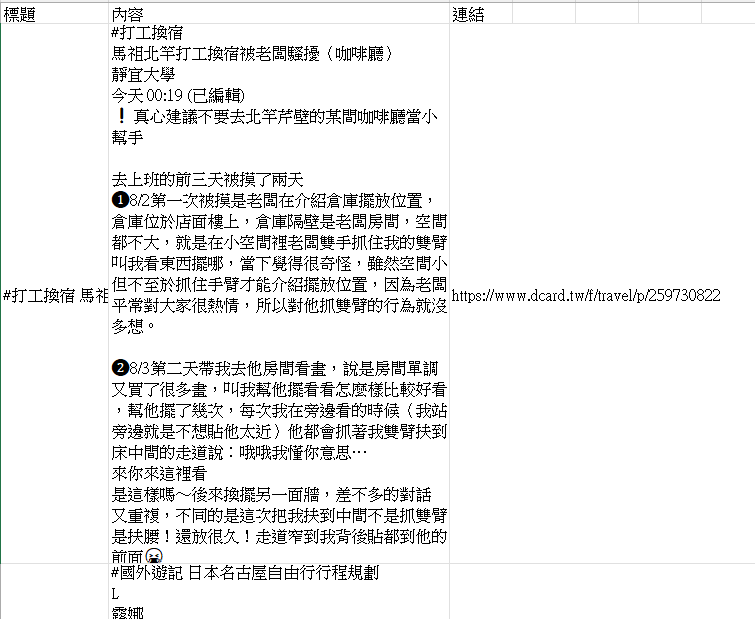 標題 內容 連結
#打工換宿
馬祖北竿打工換宿被老闆騷擾（咖啡廳）
靜宜大學
今天 00:19 (已編輯)
❗真心建議不要去北竿芹壁的某間咖啡廳當小
幫手
去上班的前三天被摸了兩天
❶8/2第一次被摸是老闆在介紹倉庫擺放位置，
倉庫位於店面樓上，倉庫隔壁是老闆房間，空間
都不大，就是在小空間裡老闆雙手抓住我的雙臂
叫我看東西擺哪，當下覺得很奇怪，雖然空間小
但不至於抓住手臂才能介紹擺放位置，因為老闆
平常對大家很熱情，所以對他抓雙臂的行為就沒
多想。
❷8/3第二天帶我去他房間看畫，說是房間單調
又買了很多畫，叫我幫他擺看看怎麼樣比較好看
，幫他擺了幾次，每次我在旁邊看的時候（我站
旁邊就是不想貼他太近）他都會抓著我雙臂扶到
床中間的走道說：哦哦我懂你意思⋯
來你來這裡看
是這樣嗎～後來換擺另一面牆，差不多的對話
又重複，不同的是這次把我扶到中間不是抓雙臂
是扶腰！還放很久！走道窄到我背後貼都到他的
前面😭
#打工換宿 馬祖
https://www.dcard.tw/f/travel/p/259730822
#國外遊記 日本名古屋自由行行程規劃
L
露娜